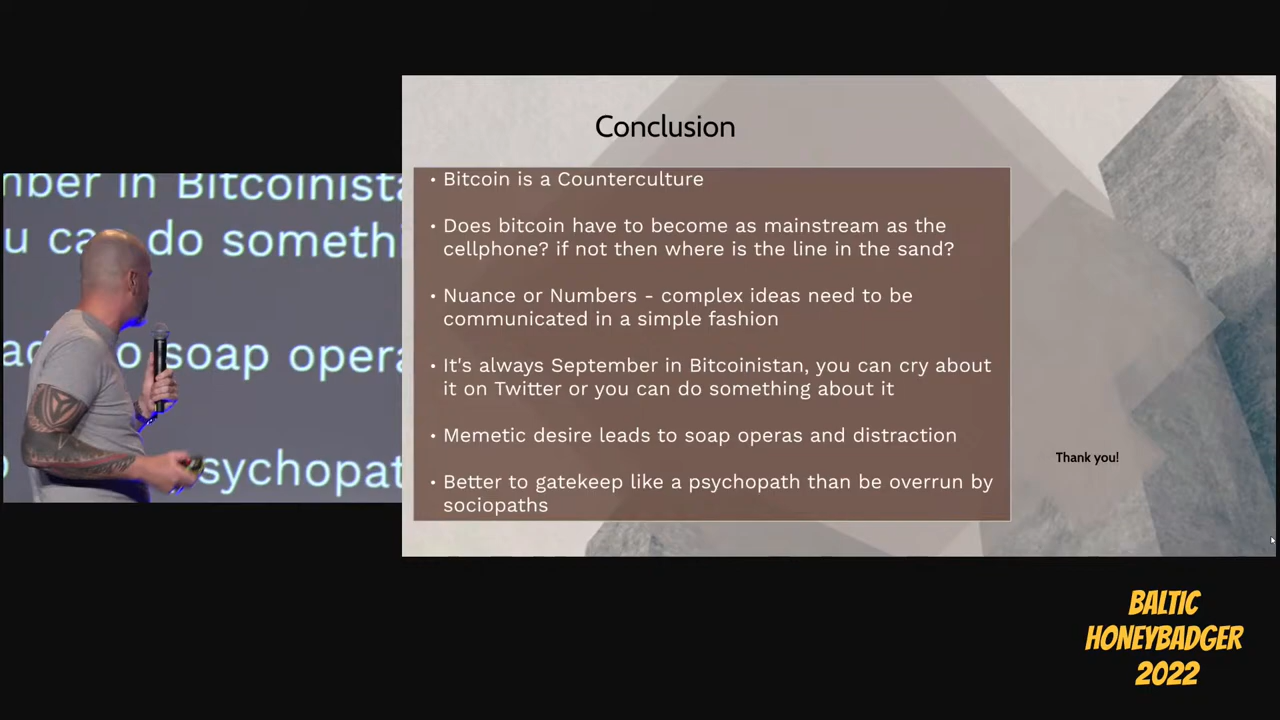 mber in Bitcoinista
u ca do somethi
o soap opera
sychopat
Conclusion
• Bitcoin is a Counterculture
• Does bitcoin have to become as mainstream as the
cellphone? if not then where is the line in the sand?
• Nuance or Numbers - complex ideas need to be
communicated in a simple fashion
• It's always September in Bitcoinistan, you can cry about
it on Twitter or you can do something about it
• Memetic desire leads to soap operas and distraction
• Better to gatekeep like a psychopath than be overrun by
sociopaths
Thank you!
BALTIC
HONEYBADGER
2022